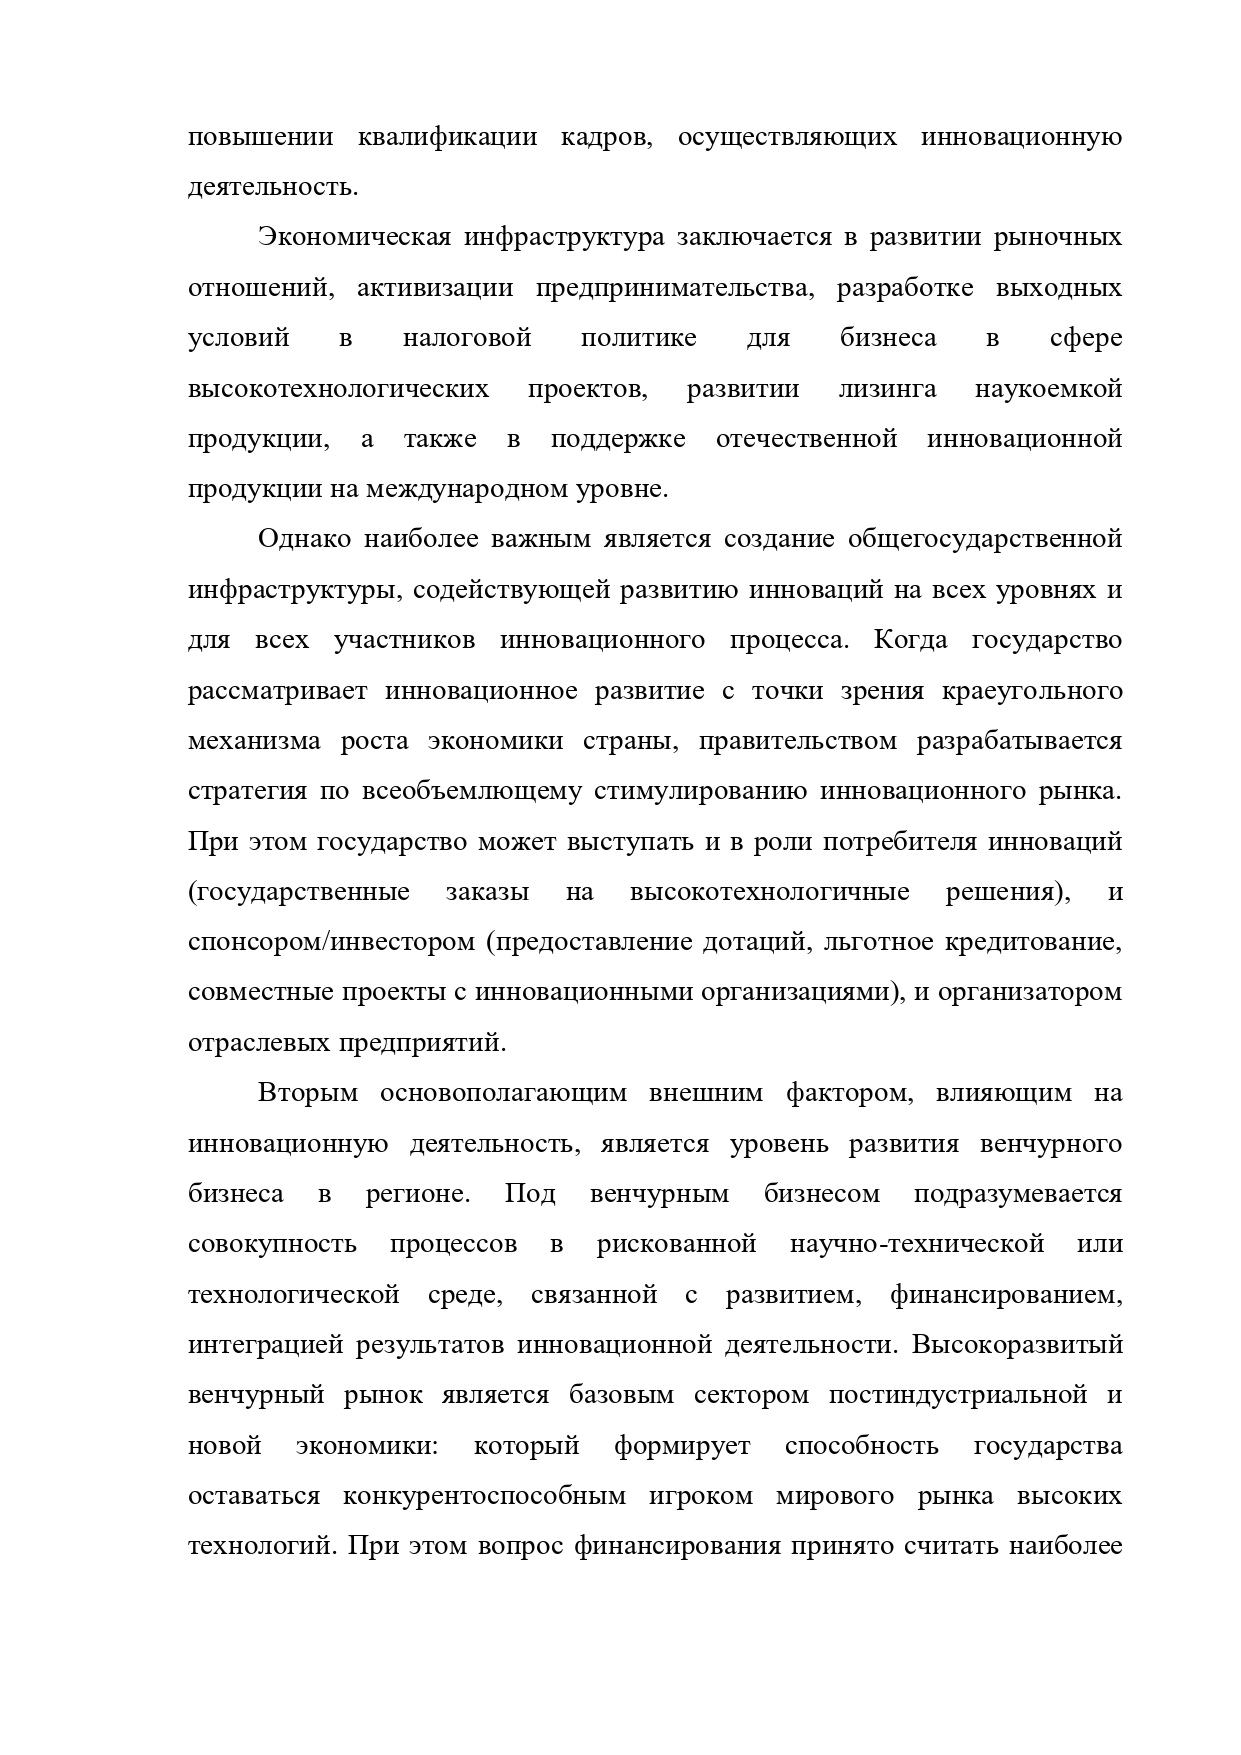 повышении квалификации кадров, осуществляющих инновационную
деятельность.
Экономическая инфраструктура заключается в развитии рыночных
отношений, активизации предпринимательства, разработке выходных
условий в налоговой политике для бизнеса в сфере
высокотехнологических проектов, развитии лизинга наукоемкой
продукции, а также в поддержке отечественной инновационной
продукции на международном уровне.
Однако наиболее важным является создание общегосударственной
инфраструктуры, содействующей развитию инноваций на всех уровнях и
для всех участников инновационного процесса. Когда государство
рассматривает инновационное развитие с точки зрения краеугольного
механизма роста экономики страны, правительством разрабатывается
стратегия по всеобъемлющему стимулированию инновационного рынка.
При этом государство может выступать и в роли потребителя инноваций
(государственные заказы на высокотехнологичные решения), и
спонсором/инвестором (предоставление дотаций, льготное кредитование,
совместные проекты с инновационными организациями), и организатором
отраслевых предприятий.
Вторым основополагающим внешним фактором, влияющим на
инновационную деятельность, является уровень развития венчурного
бизнеса в регионе. Под венчурным бизнесом подразумевается
совокупность процессов в рискованной научно-технической или
технологической среде, связанной с развитием, финансированием,
интеграцией результатов инновационной деятельности. Высокоразвитый
венчурный рынок является базовым сектором постиндустриальной и
новой экономики: который формирует способность государства
оставаться конкурентоспособным игроком мирового рынка высоких
технологий. При этом вопрос финансирования принято считать наиболее